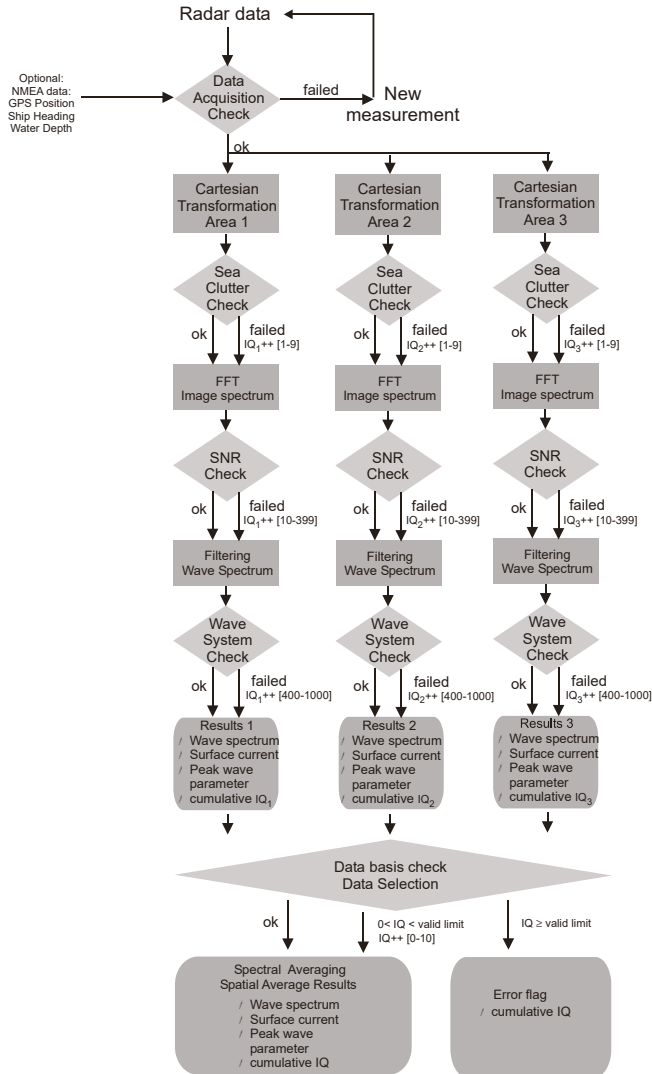 Radar data
Optional:
NMEA data:
GPS Position
Ship Heading
Water Depth
Data
Acquisition
Check
failed
New
measurement
ok
Cartesian
Transformation
Area 1
Cartesian
Transformation
Area 2
Cartesian
Transformation
Area 3
Sea
Clutter
Check
Sea
Clutter
Check
Sea
Clutter
Check
ok
failed
IQ1++ [1-9]
ok
failed
IQ2++ [1-9]
ok
failed
IQ3++ [1-9]
FFT
Image spectrum
FFT
Image spectrum
FFT
Image spectrum
SNR
Check
SNR
Check
SNR
Check
ok
failed
IQ1++ [10-399]
ok
failed
IQ2++ [10-399]
ok
failed
IQ3++ [10-399]
Filtering
Wave Spectrum
Filtering
Wave Spectrum
Filtering
Wave Spectrum
Wave
System
Check
Wave
System
Check
Wave
System
Check
ok
failed
IQ1++ [400-1000]
ok
failed
IQ2++ [400-1000]
ok
failed
IQ3++ [400-1000]
Results 1
/ Wave spectrum
/ Surface current
/ Peak wave
parameter
/ cumulative IQ1
Results 2
/ Wave spectrum
/ Surface current
/ Peak wave
parameter
/ cumulative IQ2
Results 3
/ Wave spectrum
/ Surface current
/ Peak wave
parameter
/ cumulative IQ3
Data basis check
Data Selection
ok
0< IQ < valid limit
IQ++ [0-10]
IQ ≥ valid limit
Spectral Averaging
Spatial Average Results
/ Wave spectrum
/ Surface current
/ Peak wave
parameter
/ cumulative IQ
Error flag
/ cumulative IQ